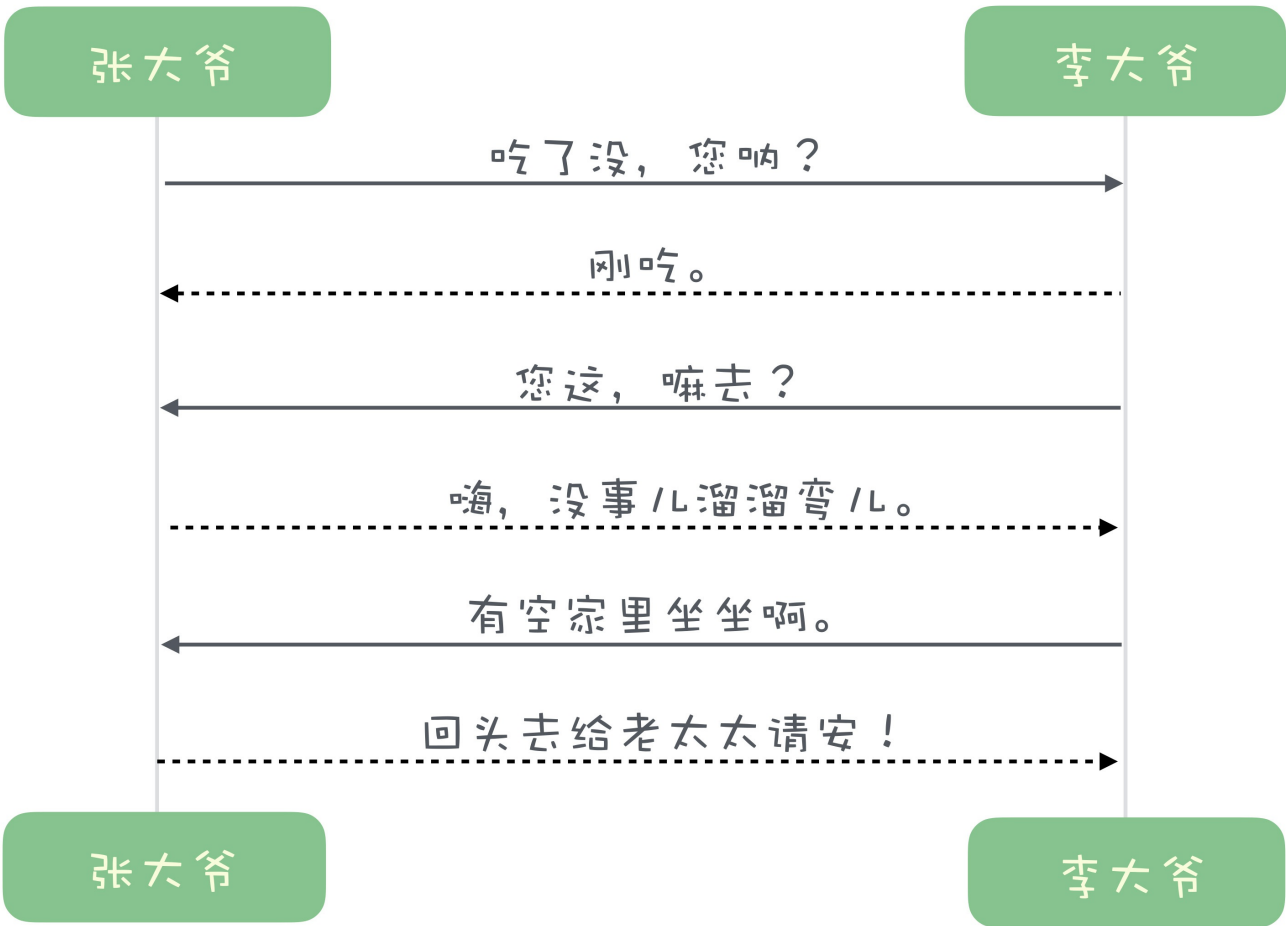 张大爷
李大爷
吃了没，您呐？
刚吃。
您这，嘛去？
嗨，没事儿溜溜弯儿。
有空家里坐坐啊。
回头去给老太太请安！
张大爷
李大爷